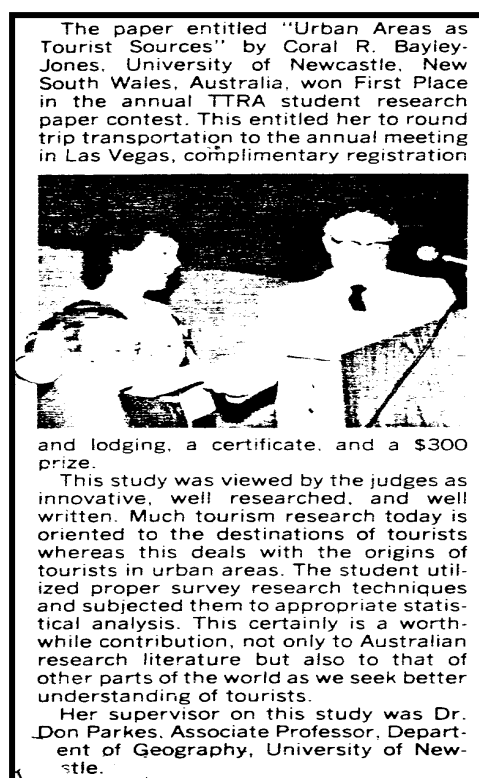 The paper entitled "Urban Areas as
Tourist Sources" by Coral R. Bayley-
Jones, University of Newcastle, New
South Wales, Australia, won First Place
in the annual TTRA student research
paper contest. This entitled her to round
trip transportation to the annual meeting
in Las Vegas, complimentary registration
and lodging, a certificate, and a $300
prize.
This study was viewed by the judges as
innovative, well researched, and well
written. Much tourism research today is
oriented to the destinations of tourists
whereas this deals with the origins of
tourists in urban areas. The student util-
ized proper survey research techniques
and subjected them to appropriate statis-
tical analysis. This certainly is a worth-
while contribution, not only to Australian
research literature but also to that of
other parts of the world as we seek better
understanding of tourists.
Her supervisor on this study was Dr.
Don Parkes, Associate Professor, Depart-
ent of Geography, University of New-
stle.